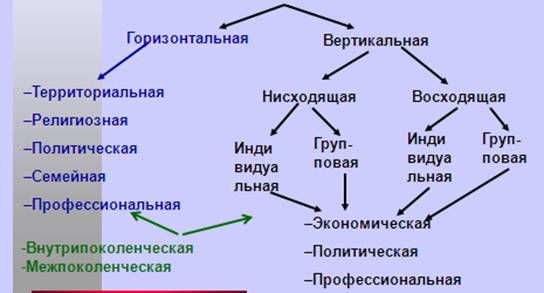 Горизонтальная
Вертикальная
–Территориальная
–Религиозная
–Политическая
–Семейная
–Профессиональная
Нисходящая
Восходящая
Инди
видуа
льная
Груп-
повая
Инди
видуа
льная
Груп-
повая
–Экономическая
–Политическая
–Профессиональная
-Внутрипоколенческая
-Межпоколенческая